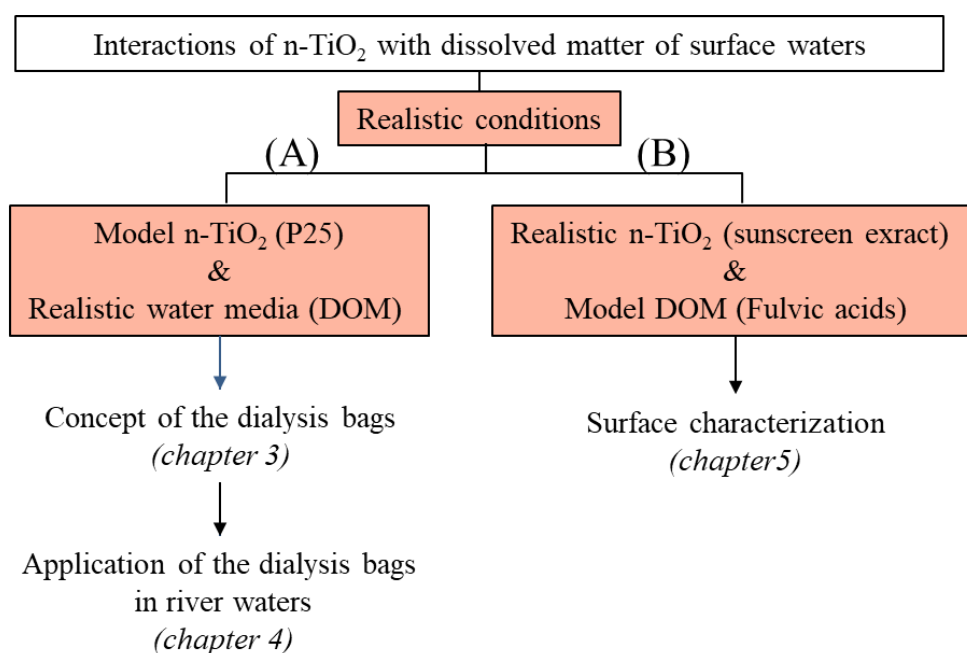 Interactions of n-TiO₂ with dissolved matter of surface waters
Realistic conditions
(A)
(B)
Model n-TiO₂ (P25)
&
Realistic water media (DOM)
Realistic n-TiO₂ (sunscreen exract)
&
Model DOM (Fulvic acids)
Concept of the dialysis bags
(chapter 3)
Surface characterization
(chapter5)
Application of the dialysis bags
in river waters
(chapter 4)